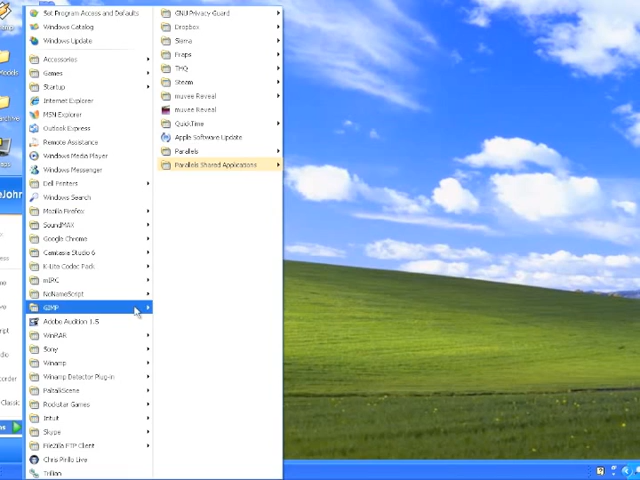 Set Program Access and Defaults
Windows Catalog
Windows Update
Accessories
Games
Startup
Internet Explorer
MSN Explorer
Outlook Express
Remote Assistance
Windows Media Player
Windows Messenger
Dell Printers
Windows Search
Mozilla Firefox
SoundMAX
Google Chrome
Camtasia Studio 6
K-Lite Codec Pack
mIRC
NoNameScript
GIMP
Adobe Audition 1.5
WinRAR
Sony
Winamp
Winamp Detector Plug-in
PaltalkScene
Rockstar Games
Intuit
Skype
FileZilla FTP Client
Chris Pirillo Live
Trillian
GNU Privacy Guard
Dropbox
Sierra
Fraps
THQ
Steam
muvee Reveal
muvee Reveal
QuickTime
Apple Software Update
Parallels
Parallels Shared Applications
Classic